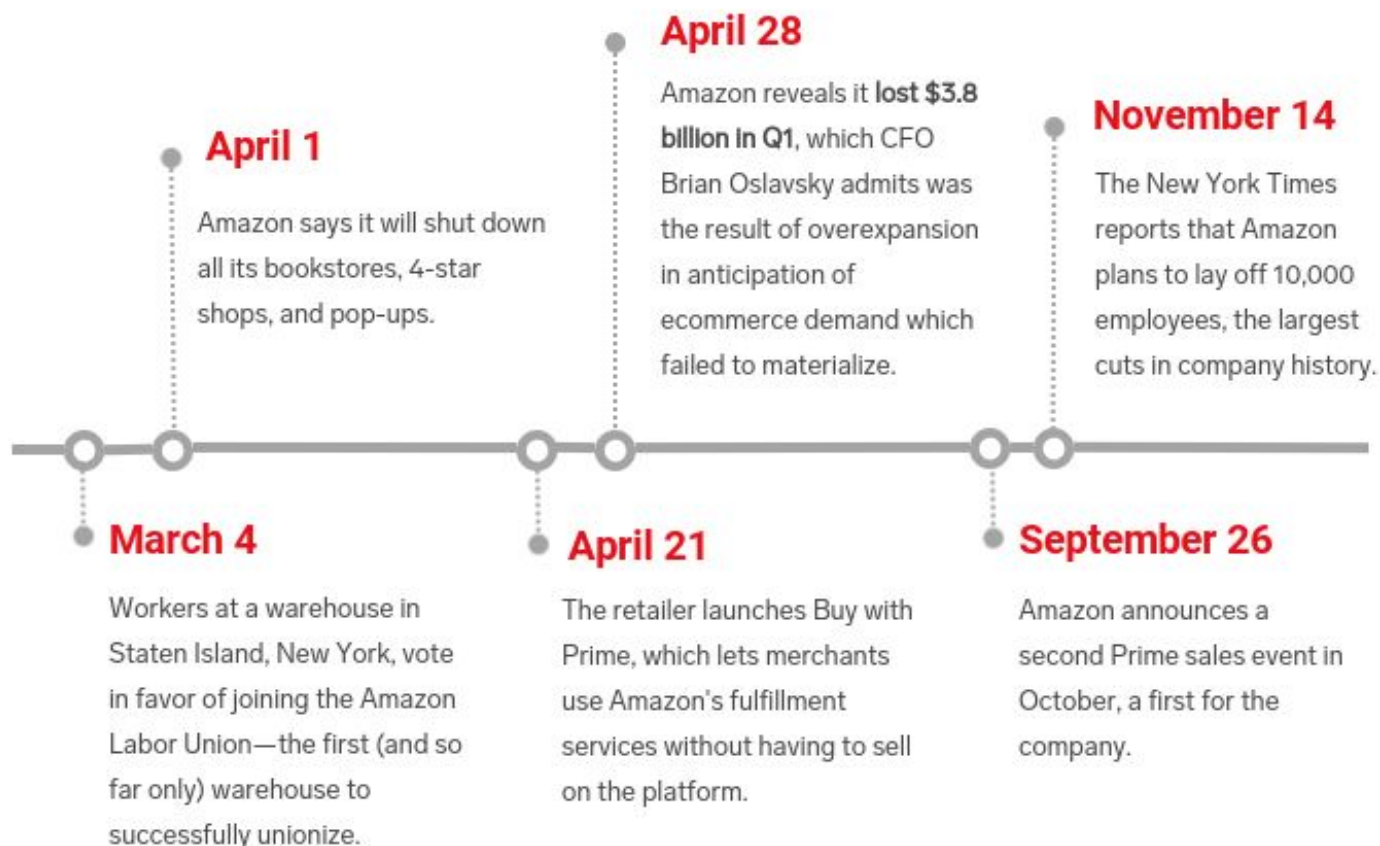 April 1
Amazon says it will shut down
all its bookstores, 4-star
shops, and pop-ups.
April 28
Amazon reveals it lost $3.8
billion in Q1, which CFO
Brian Oslavsky admits was
the result of overexpansion
in anticipation of
ecommerce demand which
failed to materialize.
November 14
The New York Times
reports that Amazon
plans to lay off 10,000
employees, the largest
cuts in company history.
March 4
Workers at a warehouse in
Staten Island, New York, vote
in favor of joining the Amazon
Labor Union—the first (and so
far only) warehouse to
successfully unionize.
April 21
The retailer launches Buy with
Prime, which lets merchants
use Amazon's fulfillment
services without having to sell
on the platform.
September 26
Amazon announces a
second Prime sales event in
October, a first for the
company.